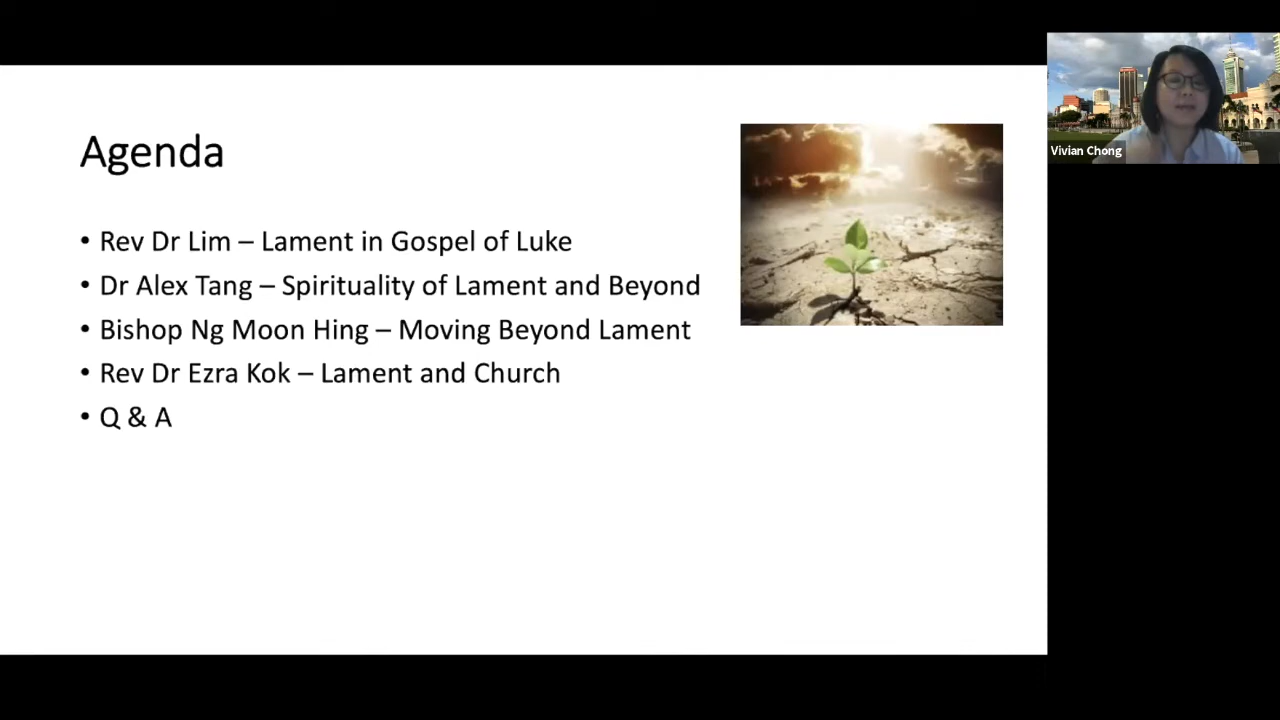 Agenda
• Rev Dr Lim – Lament in Gospel of Luke
• Dr Alex Tang – Spirituality of Lament and Beyond
• Bishop Ng Moon Hing – Moving Beyond Lament
• Rev Dr Ezra Kok – Lament and Church
• Q & A
Vivian Chong